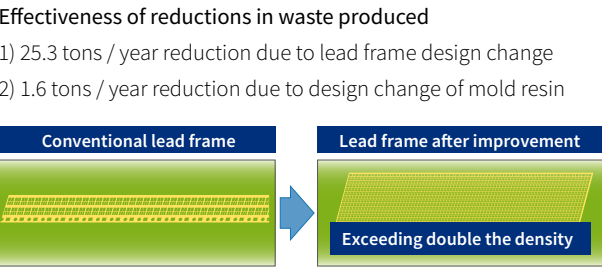 Effectiveness of reductions in waste produced
1) 25.3 tons / year reduction due to lead frame design change
2) 1.6 tons / year reduction due to design change of mold resin
Conventional lead frame
Lead frame after improvement
Exceeding double the density